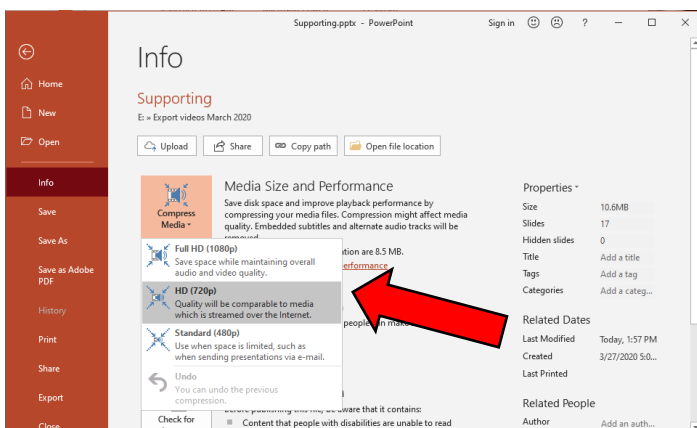 Supporting.pptx - PowerPoint
Sign in
?
Info
Home
New
Open
Info
Save
Save As
Save as Adobe
PDF
History
Print
Share
Export
Close
Supporting
E: » Export videos March 2020
Upload
Share
Copy path
Open file location
Compress
Media
Media Size and Performance
Save disk space and improve playback performance by
compressing your media files. Compression might affect media
quality. Embedded subtitles and alternate audio tracks will be
removed
ation are 8.5 MB.
erformance
Full HD (1080p)
Save space while maintaining overall
audio and video quality.
HD (720p)
Quality will be comparable to media
which is streamed over the Internet.
people can make
Standard (480p)
Use when space is limited, such as
when sending presentations via e-mail.
Undo
You can undo the previous
compression.
Check for
Before publishing this file, be aware that it contains:
Content that people with disabilities are unable to read
Properties
Size 10.6MB
Slides 17
Hidden slides 0
Title Add a title
Tags Add a tag
Categories Add a categ...
Related Dates
Last Modified Today, 1:57 PM
Created 3/27/2020 5:0...
Last Printed
Related People
Author Add an auth...